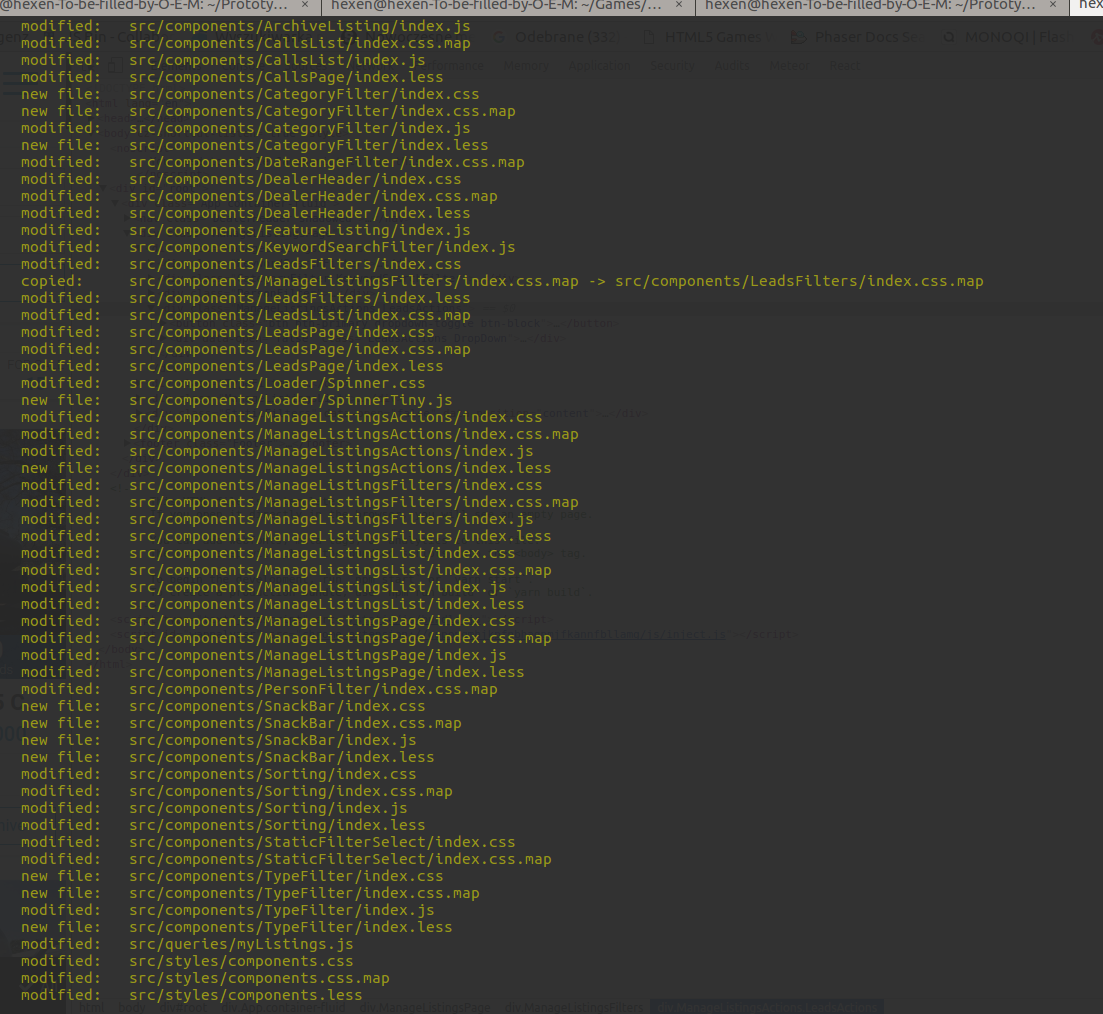 @hexen-To-be-Filled-by-O-E-M: ~/Prototy... × hexen@hexen-To-be-Filled-by-O-E-M: ~/Games/... × hexen@hexen-To-be-Filled-by-O-E-M: ~/Prototy... × hex
modified: src/components/ArchiveListing/index.js
modified: src/components/CallsList/index.css.map
modified: src/components/CallsList/index.js
modified: src/components/CallsPage/index.less
new file: src/components/CategoryFilter/index.css
new file: src/components/CategoryFilter/index.css.map
modified: src/components/CategoryFilter/index.js
new file: src/components/CategoryFilter/index.less
modified: src/components/DateRangeFilter/index.css.map
modified: src/components/DealerHeader/index.css
modified: src/components/DealerHeader/index.css.map
modified: src/components/DealerHeader/index.less
modified: src/components/FeatureListing/index.js
modified: src/components/KeywordSearchFilter/index.js
modified: src/components/LeadsFilters/index.css
copied: src/components/ManageListingsFilters/index.css.map -> src/components/LeadsFilters/index.css.map
modified: src/components/LeadsFilters/index.less
modified: src/components/LeadsList/index.css.map
modified: src/components/LeadsPage/index.css
modified: src/components/LeadsPage/index.css.map
modified: src/components/LeadsPage/index.less
modified: src/components/Loader/Spinner.css
new file: src/components/Loader/SpinnerTiny.js
modified: src/components/ManageListingsActions/index.css
modified: src/components/ManageListingsActions/index.css.map
modified: src/components/ManageListingsActions/index.js
new file: src/components/ManageListingsActions/index.less
modified: src/components/ManageListingsFilters/index.css
modified: src/components/ManageListingsFilters/index.css.map
modified: src/components/ManageListingsFilters/index.js
modified: src/components/ManageListingsFilters/index.less
modified: src/components/ManageListingsList/index.css
modified: src/components/ManageListingsList/index.css.map
modified: src/components/ManageListingsList/index.js
modified: src/components/ManageListingsList/index.less
modified: src/components/ManageListingsPage/index.css
modified: src/components/ManageListingsPage/index.css.map
modified: src/components/ManageListingsPage/index.js
modified: src/components/ManageListingsPage/index.less
modified: src/components/PersonFilter/index.css.map
new file: src/components/SnackBar/index.css
new file: src/components/SnackBar/index.css.map
new file: src/components/SnackBar/index.js
new file: src/components/SnackBar/index.less
modified: src/components/Sorting/index.css
modified: src/components/Sorting/index.css.map
modified: src/components/Sorting/index.js
modified: src/components/Sorting/index.less
modified: src/components/StaticFilterSelect/index.css
modified: src/components/StaticFilterSelect/index.css.map
new file: src/components/TypeFilter/index.css
new file: src/components/TypeFilter/index.css.map
modified: src/components/TypeFilter/index.js
new file: src/components/TypeFilter/index.less
modified: src/queries/myListings.js
modified: src/styles/components.css
modified: src/styles/components.css.map
modified: src/styles/components.less